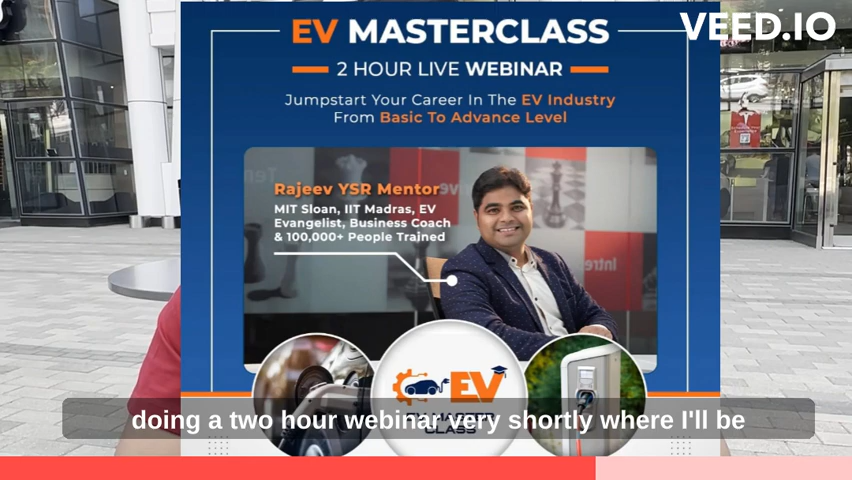 EV MASTERCLASS
VEED.IO
2 HOUR LIVE WEBINAR
Jumpstart Your Career In The EV Industry
From Basic To Advance Level
Rajeev YSR Mentor
MIT Sloan, IIT Madras, EV
Evangelist, Business Coach
& 100,000+ People Trained
EV
doing a two hour webinar very shortly where I'll be